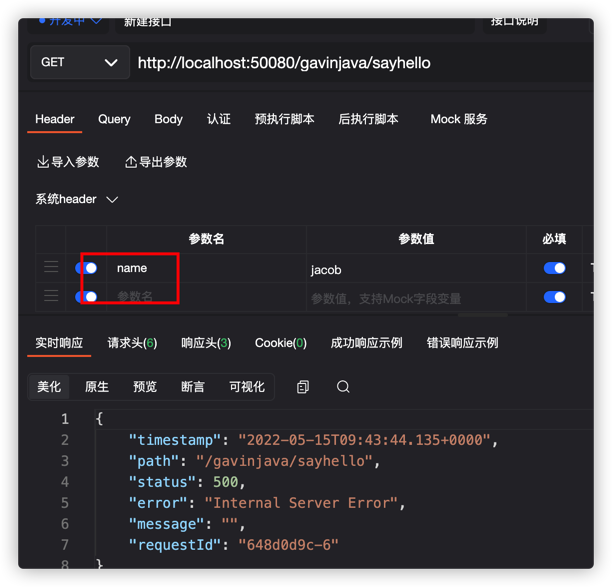 开发中 新建接口 接口说明
GET http://localhost:50080/gavinjava/sayhello
Header Query Body 认证 预执行脚本 后执行脚本 Mock 服务
导入参数 导出参数
系统header
参数名 参数值 必填
name jacob
参数名 参数值，支持Mock字段变量
实时响应 请求头(6) 响应头(3) Cookie(0) 成功响应示例 错误响应示例
美化 原生 预览 断言 可视化
1 {
2 "timestamp": "2022-05-15T09:43:44.135+0000",
3 "path": "/gavinjava/sayhello",
4 "status": 500,
5 "error": "Internal Server Error",
6 "message": "",
7 "requestId": "648d0d9c-6"
8 }